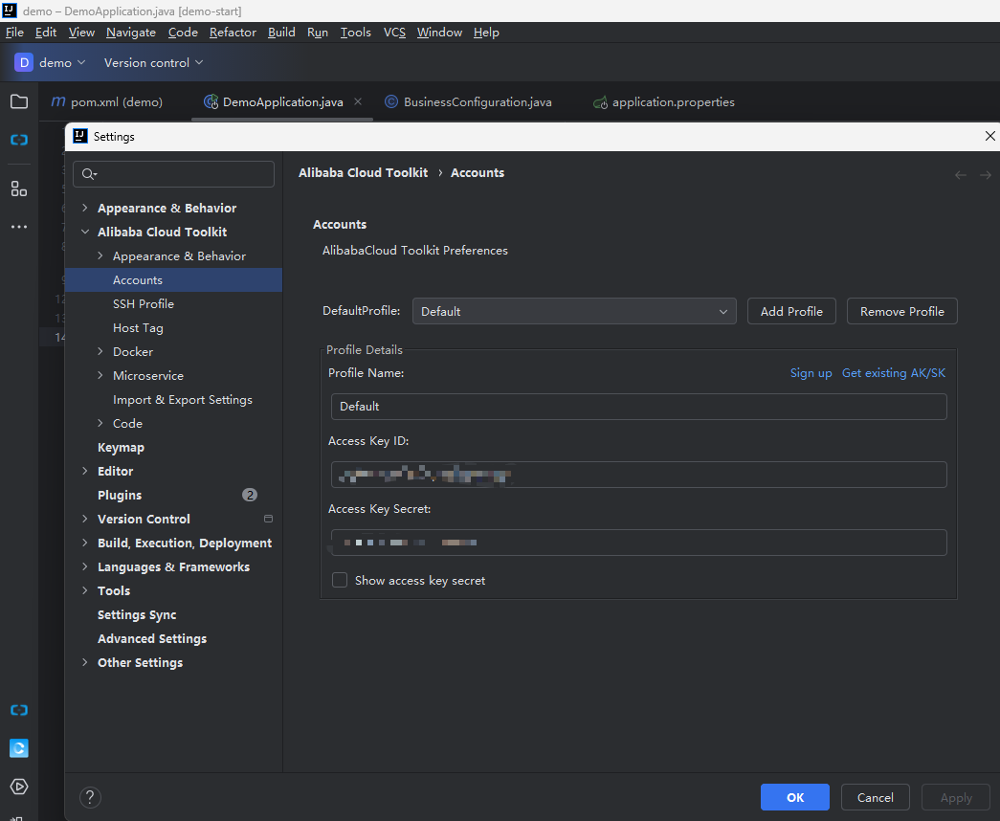 demo – DemoApplication.java [demo-start]
File Edit View Navigate Code Refactor Build Run Tools VCS Window Help
D demo Version control
m pom.xml (demo) DemoApplication.java BusinessConfiguration.java application.properties
Settings
Alibaba Cloud Toolkit › Accounts
Appearance & Behavior
Alibaba Cloud Toolkit
Appearance & Behavior
Accounts
SSH Profile
Host Tag
Docker
Microservice
Import & Export Settings
Code
Keymap
Editor
Plugins 2
Version Control
Build, Execution, Deployment
Languages & Frameworks
Tools
Settings Sync
Advanced Settings
Other Settings
Accounts
AlibabaCloud Toolkit Preferences
DefaultProfile: Default Add Profile Remove Profile
Profile Details
Profile Name: Sign up Get existing AK/SK
Default
Access Key ID:
Access Key Secret:
Show access key secret
? OK Cancel Apply